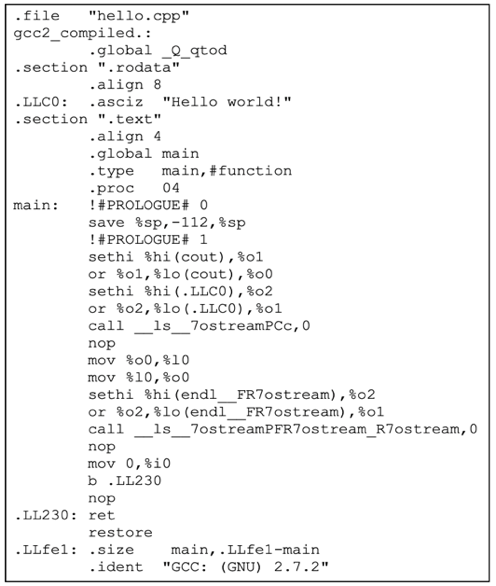 .file   "hello.cpp"
gcc2_compiled.:
        .global _Q_qtod
.section ".rodata"
        .align 8
.LLC0:  .asciz  "Hello world!"
.section ".text"
        .align 4
        .global main
        .type   main,#function
        .proc   04
main:   !#PROLOGUE# 0
        save %sp,-112,%sp
        !#PROLOGUE# 1
        sethi %hi(cout),%o1
        or %o1,%lo(cout),%o0
        sethi %hi(.LLC0),%o2
        or %o2,%lo(.LLC0),%o1
        call __ls__7ostreamPCc,0
        nop
        mov %o0,%l0
        mov %l0,%o0
        sethi %hi(endl__FR7ostream),%o2
        or %o2,%lo(endl__FR7ostream),%o1
        call __ls__7ostreamPFR7ostream_R7ostream,0
        nop
        mov 0,%i0
        b .LL230
        nop
.LL230: ret
        restore
.LLfe1: .size    main,.LLfe1-main
        .ident  "GCC: (GNU) 2.7.2"